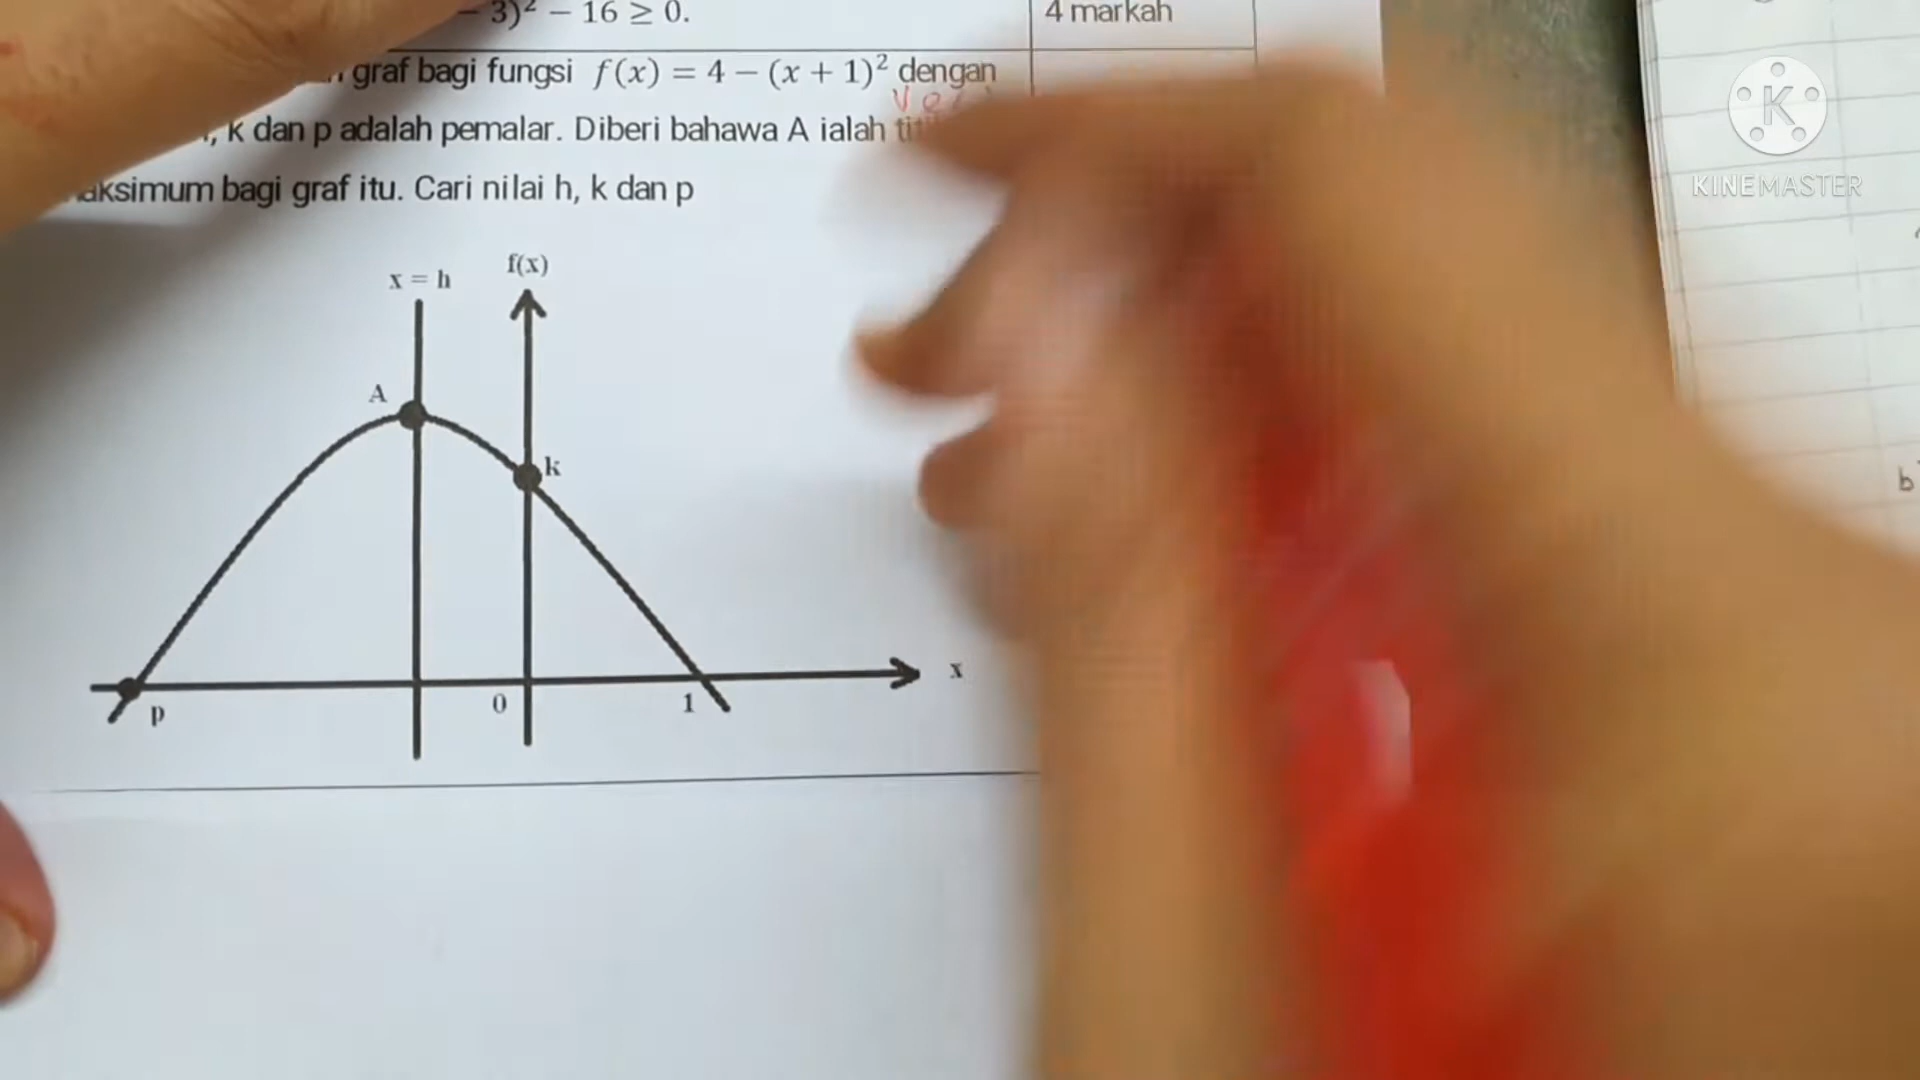 3)² − 16 ≥ 0.
4 markah
graf bagi fungsi f(x) = 4 − (x + 1)² dengan
k dan p adalah pemalar. Diberi bahawa A ialah
aksimum bagi graf itu. Cari nilai h, k dan p
x = h
f(x)
A
k
x
p
0
1
b
K
KINEMASTER